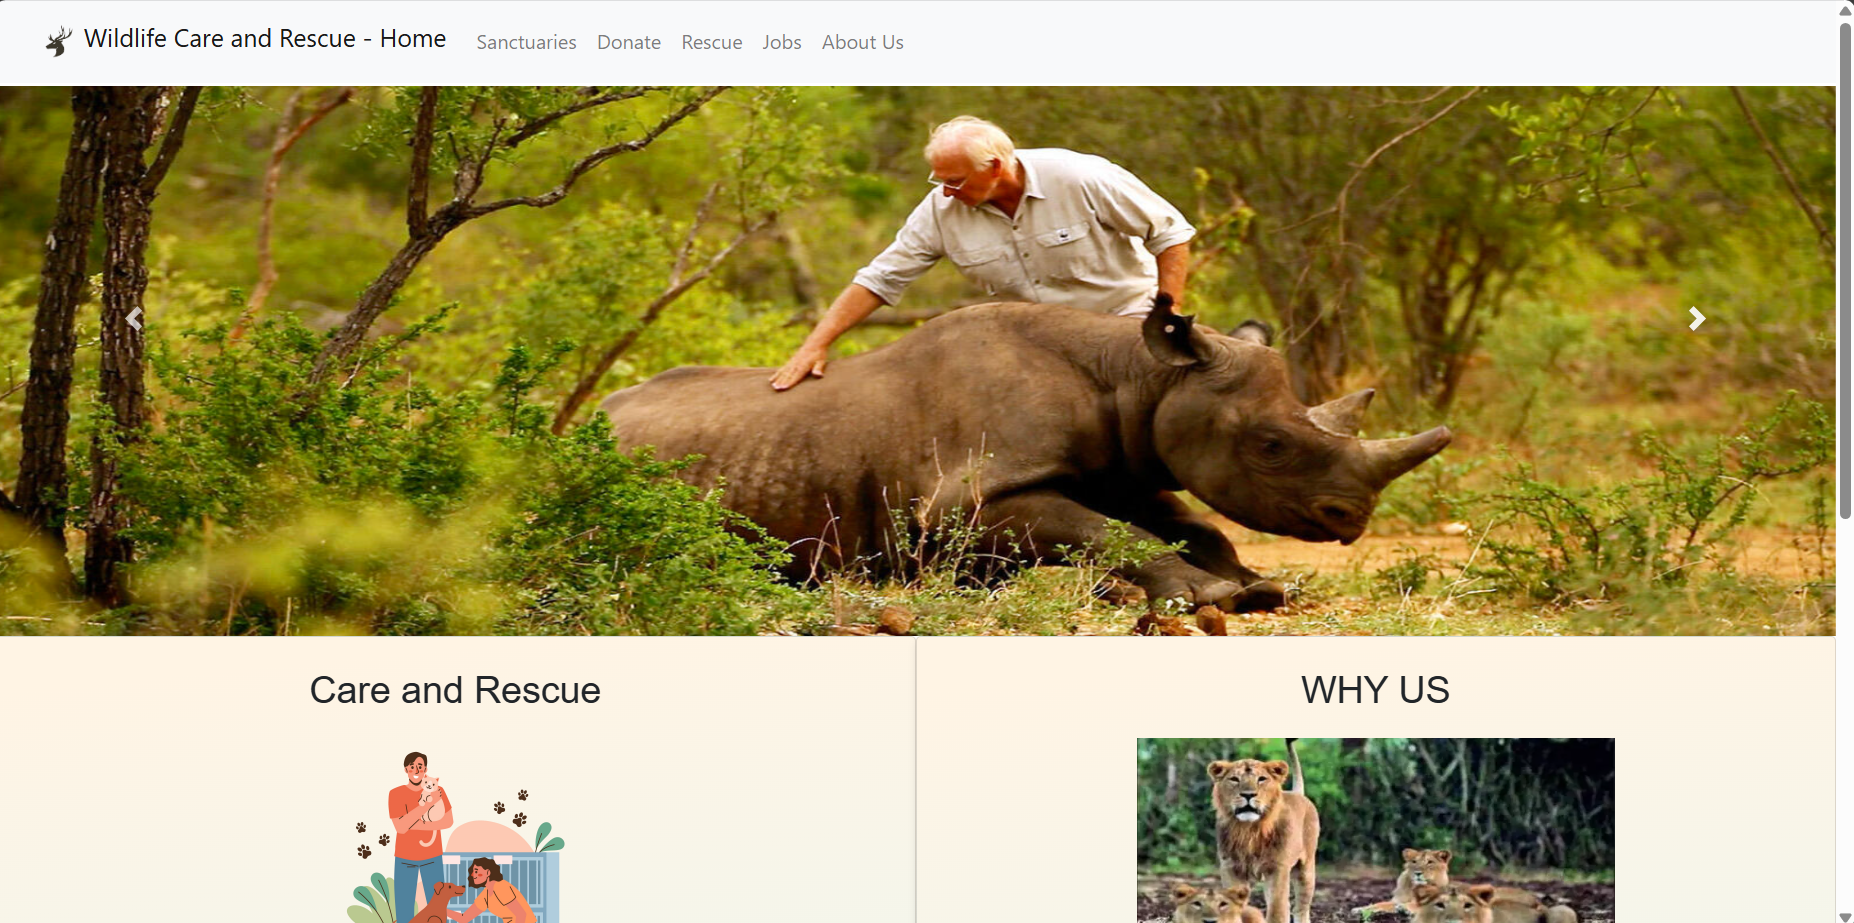 Wildlife Care and Rescue - Home Sanctuaries Donate Rescue Jobs About Us
Care and Rescue
WHY US